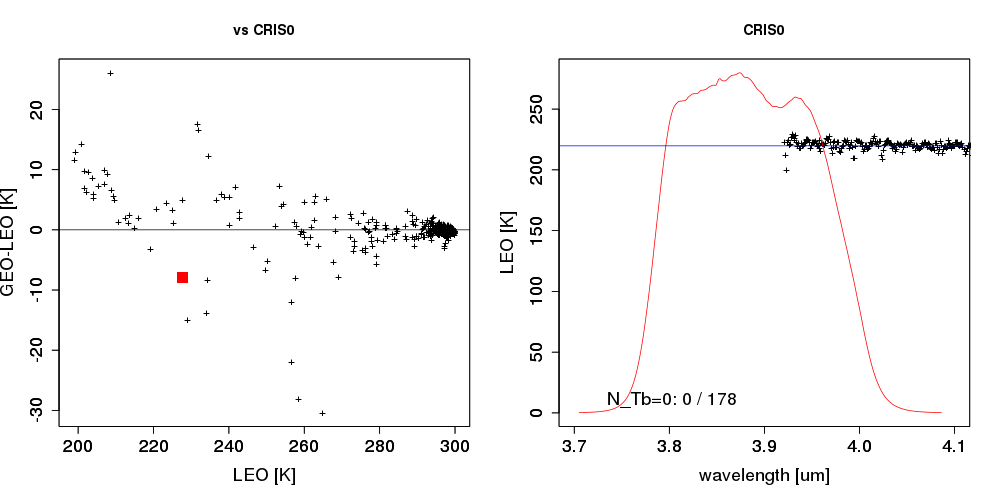 vs CRIS0
GEO-LEO [K]
20
10
0
-10
-20
-30
200 220 240 260 280 300
LEO [K]
CRIS0
LEO [K]
250
200
150
100
50
0
N_Tb=0: 0 / 178
3.7 3.8 3.9 4.0 4.1
wavelength [um]